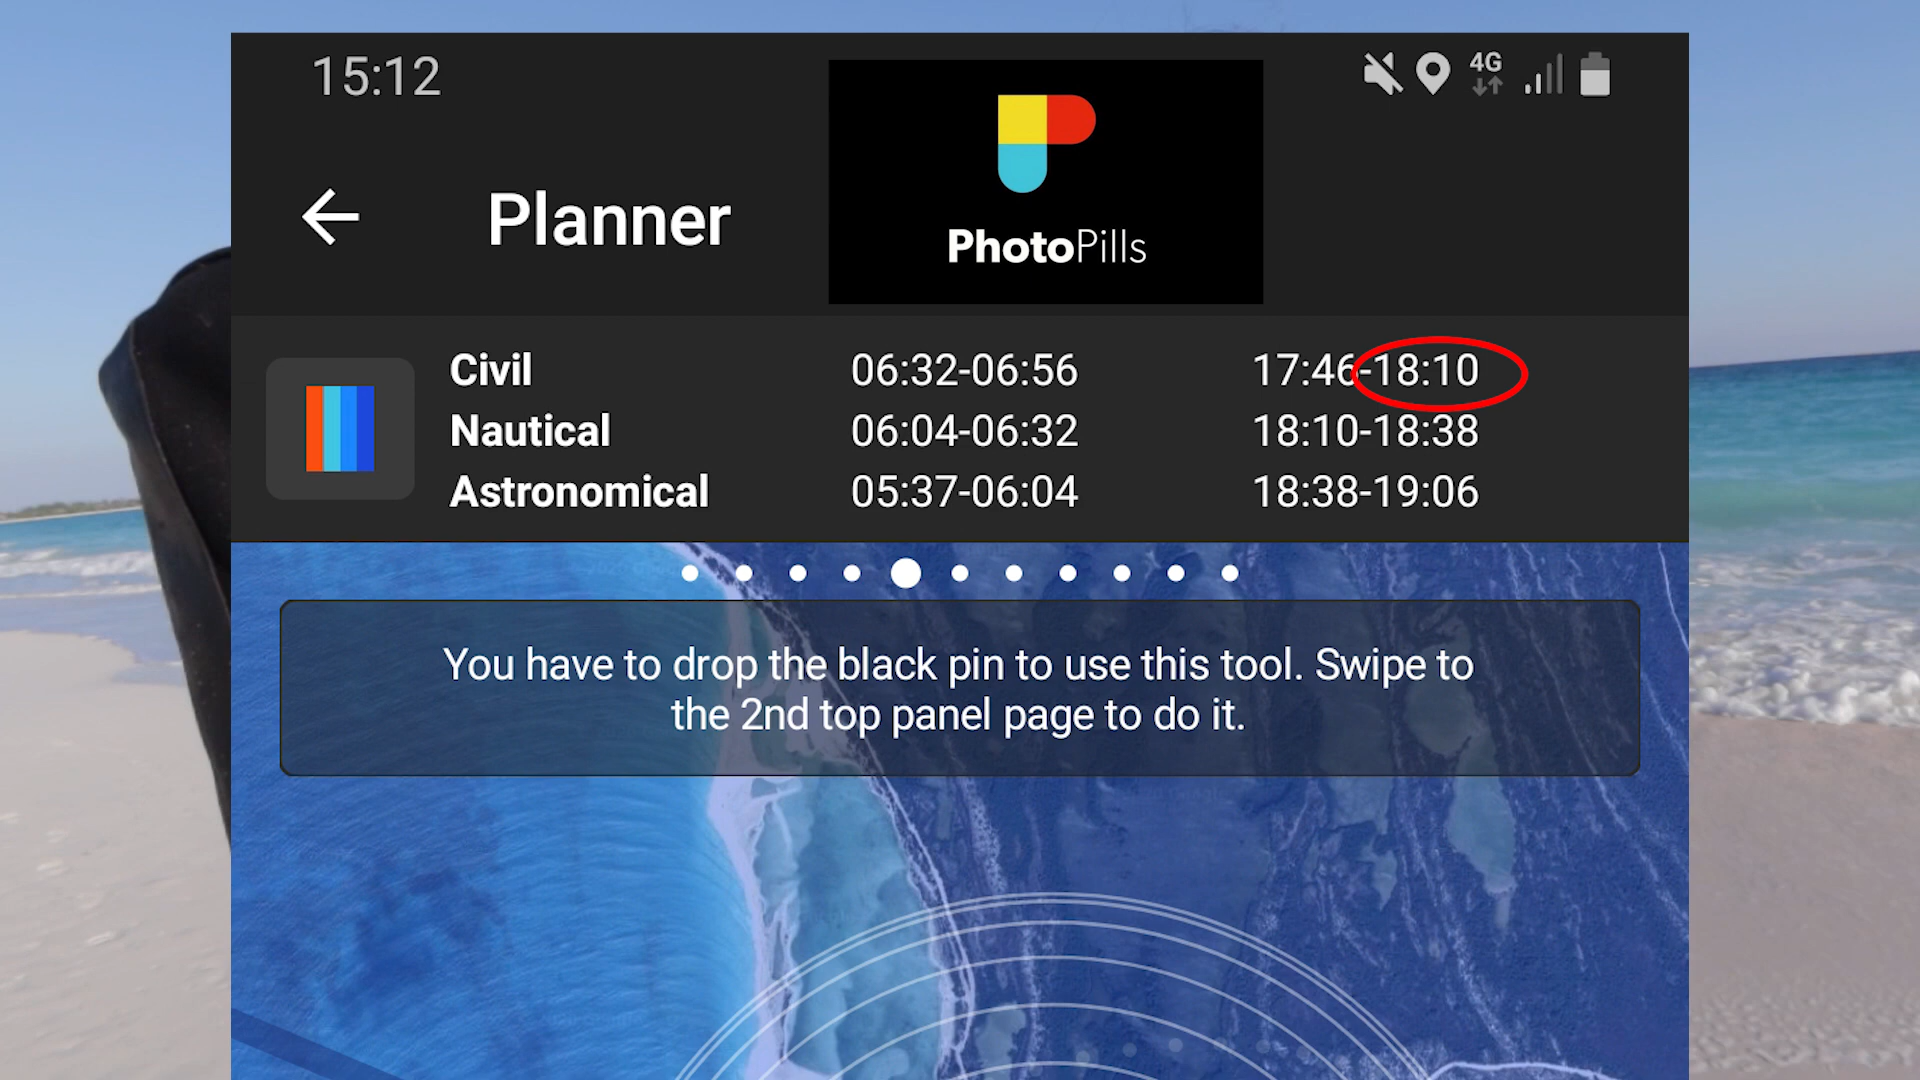 15:12
4G
Planner
PhotoPills
Civil 06:32-06:56 17:46-18:10
Nautical 06:04-06:32 18:10-18:38
Astronomical 05:37-06:04 18:38-19:06
You have to drop the black pin to use this tool. Swipe to
the 2nd top panel page to do it.